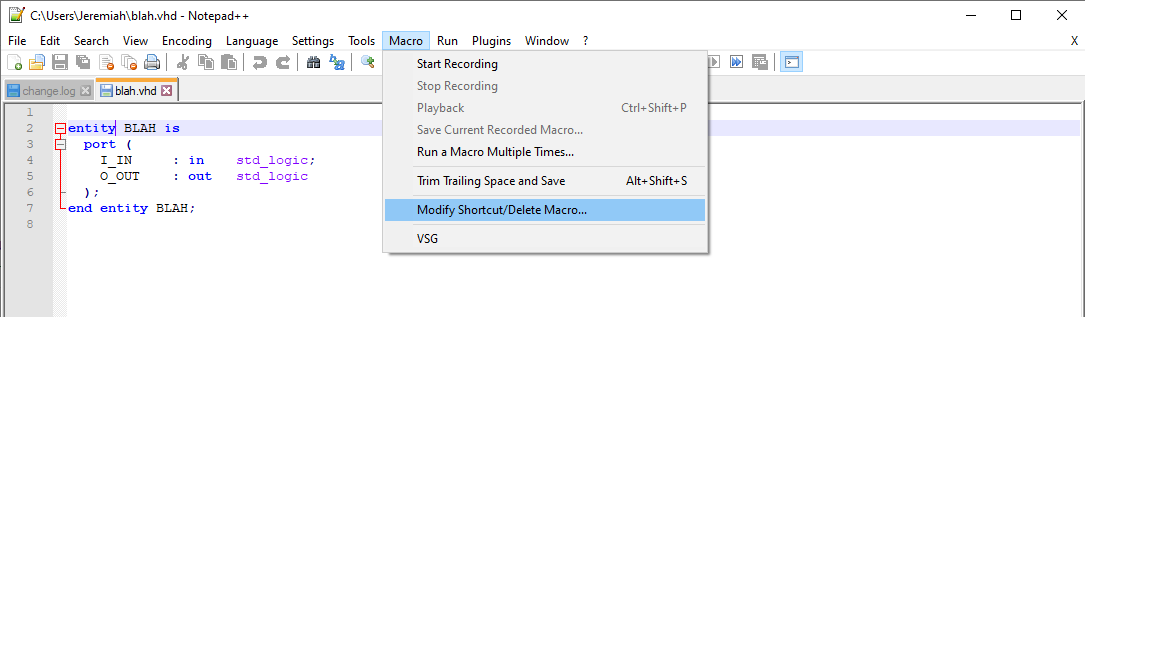 C:\Users\Jeremiah\blah.vhd - Notepad++
File Edit Search View Encoding Language Settings Tools Macro Run Plugins Window ? X
change.log blah.vhd
Start Recording
Stop Recording
Playback Ctrl+Shift+P
Save Current Recorded Macro...
Run a Macro Multiple Times...
Trim Trailing Space and Save Alt+Shift+S
Modify Shortcut/Delete Macro...
VSG
1
2 entity BLAH is
3 port (
4 I_IN : in std_logic;
5 O_OUT : out std_logic
6 );
7 end entity BLAH;
8